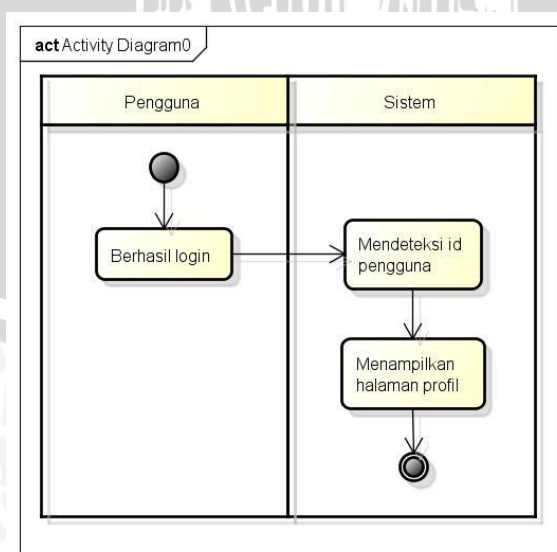 act Activity Diagram0
Pengguna
Sistem
Berhasil login
Mendeteksi id
pengguna
Menampilkan
halaman profil